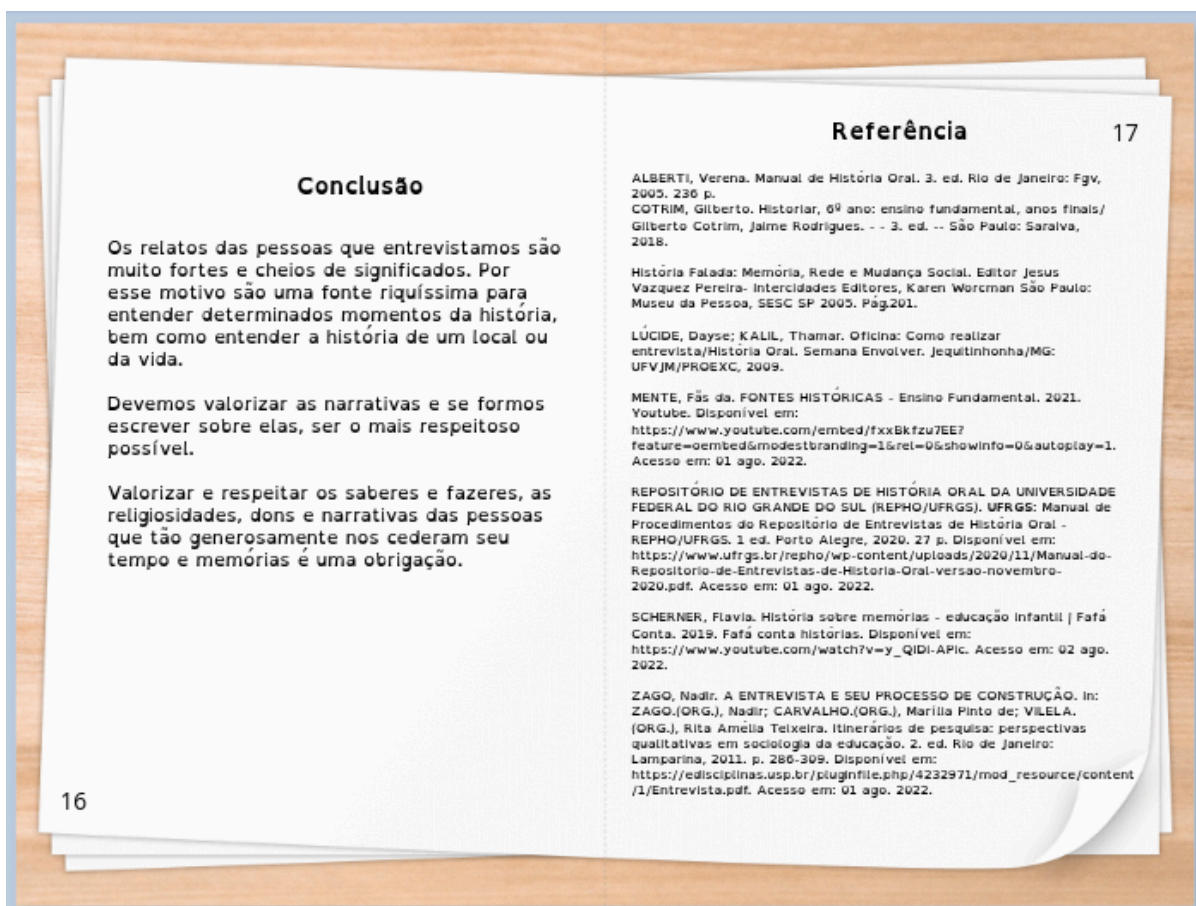 Conclusão
Os relatos das pessoas que entrevistamos são
muito fortes e cheios de significados. Por
esse motivo são uma fonte riquíssima para
entender determinados momentos da história,
bem como entender a história de um local ou
da vida.
Devemos valorizar as narrativas e se formos
escrever sobre elas, ser o mais respeitoso
possível.
Valorizar e respeitar os saberes e fazeres, as
religiosidades, dons e narrativas das pessoas
que tão generosamente nos cederam seu
tempo e memórias é uma obrigação.
16
Referência
17
ALBERTI, Verena. Manual de História Oral. 3. ed. Rio de Janeiro: Fgv,
2005. 236 p.
COTRIM, Gilberto. Historiar, 6º ano: ensino fundamental, anos finais/
Gilberto Cotrim, Jaime Rodrigues. - - 3. ed. -- São Paulo: Saraiva,
2018.
História Falada: Memória, Rede e Mudança Social. Editor Jesus
Vazquez Pereira- Intercidades Editores, Karen Worcman São Paulo:
Museu da Pessoa, SESC SP 2005. Pág.201.
LÚCIDE, Dayse; KALIL, Thamar. Oficina: Como realizar
entrevista/História Oral. Semana Envolver. Jequitinhonha/MG:
UFVJM/PROEXC, 2009.
MENTE, Fãs da. FONTES HISTÓRICAS - Ensino Fundamental. 2021.
Youtube. Disponível em:
https://www.youtube.com/embed/fxxBkfzu7EE?
feature=oembed&modestbranding=1&rel=0&showinfo=0&autoplay=1.
Acesso em: 01 ago. 2022.
REPOSITÓRIO DE ENTREVISTAS DE HISTÓRIA ORAL DA UNIVERSIDADE
FEDERAL DO RIO GRANDE DO SUL (REPHO/UFRGS). UFRGS: Manual de
Procedimentos do Repositório de Entrevistas de História Oral -
REPHO/UFRGS. 1 ed. Porto Alegre, 2020. 27 p. Disponível em:
https://www.ufrgs.br/repho/wp-content/uploads/2020/11/Manual-do-
Repositorio-de-Entrevistas-de-Historia-Oral-versao-novembro-
2020.pdf. Acesso em: 01 ago. 2022.
SCHERNER, Flavia. História sobre memórias - educação infantil | Fafá
Conta. 2019. Fafá conta histórias. Disponível em:
https://www.youtube.com/watch?v=y_QIDI-APic. Acesso em: 02 ago.
2022.
ZAGO, Nadir. A ENTREVISTA E SEU PROCESSO DE CONSTRUÇÃO. In:
ZAGO.(ORG.), Nadir; CARVALHO.(ORG.), Marília Pinto de; VILELA.
(ORG.), Rita Amélia Teixeira. Itinerários de pesquisa: perspectivas
qualitativas em sociologia da educação. 2. ed. Rio de Janeiro:
Lamparina, 2011. p. 286-309. Disponível em:
https://edisciplinas.usp.br/pluginfile.php/4232971/mod_resource/content
/1/Entrevista.pdf. Acesso em: 01 ago. 2022.